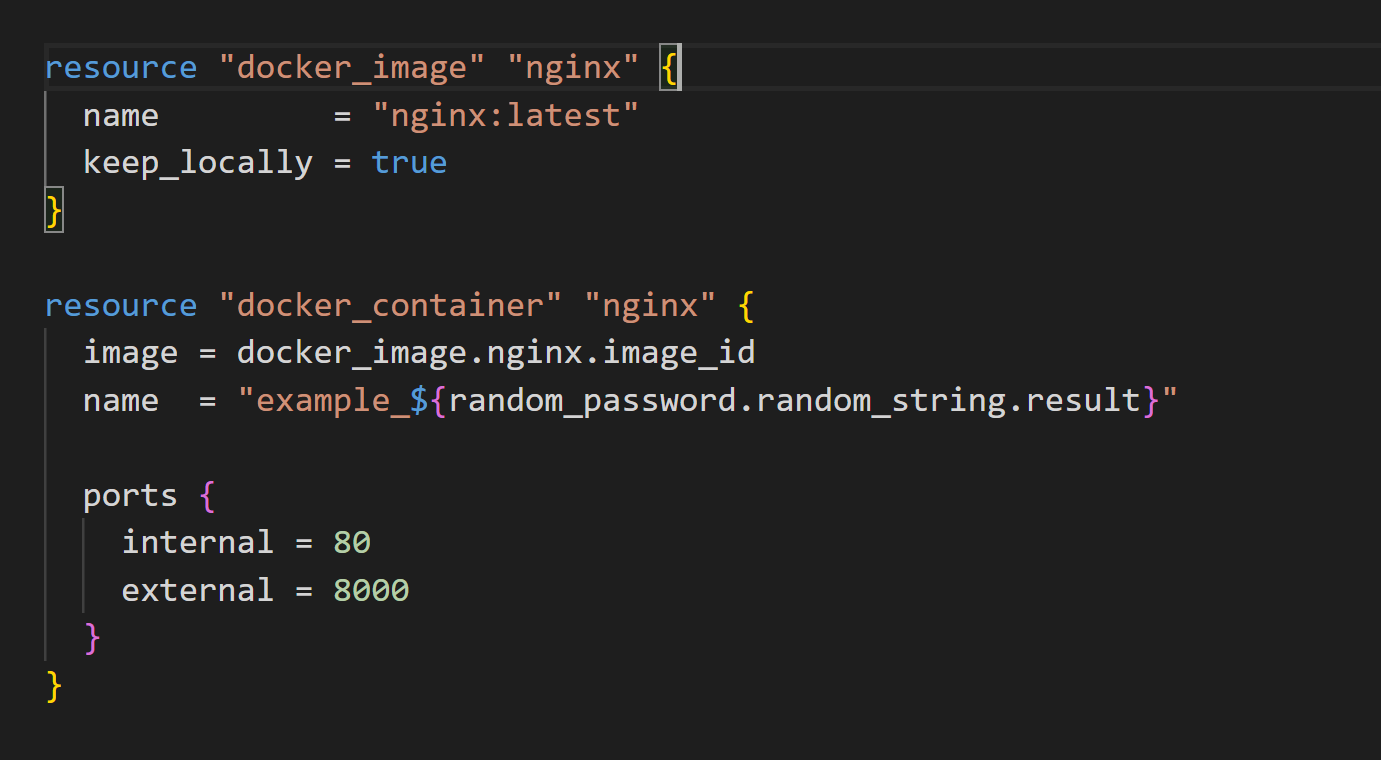 resource "docker_image" "nginx" {
  name         = "nginx:latest"
  keep_locally = true
}

resource "docker_container" "nginx" {
  image = docker_image.nginx.image_id
  name  = "example_${random_password.random_string.result}"

  ports {
    internal = 80
    external = 8000
  }
}